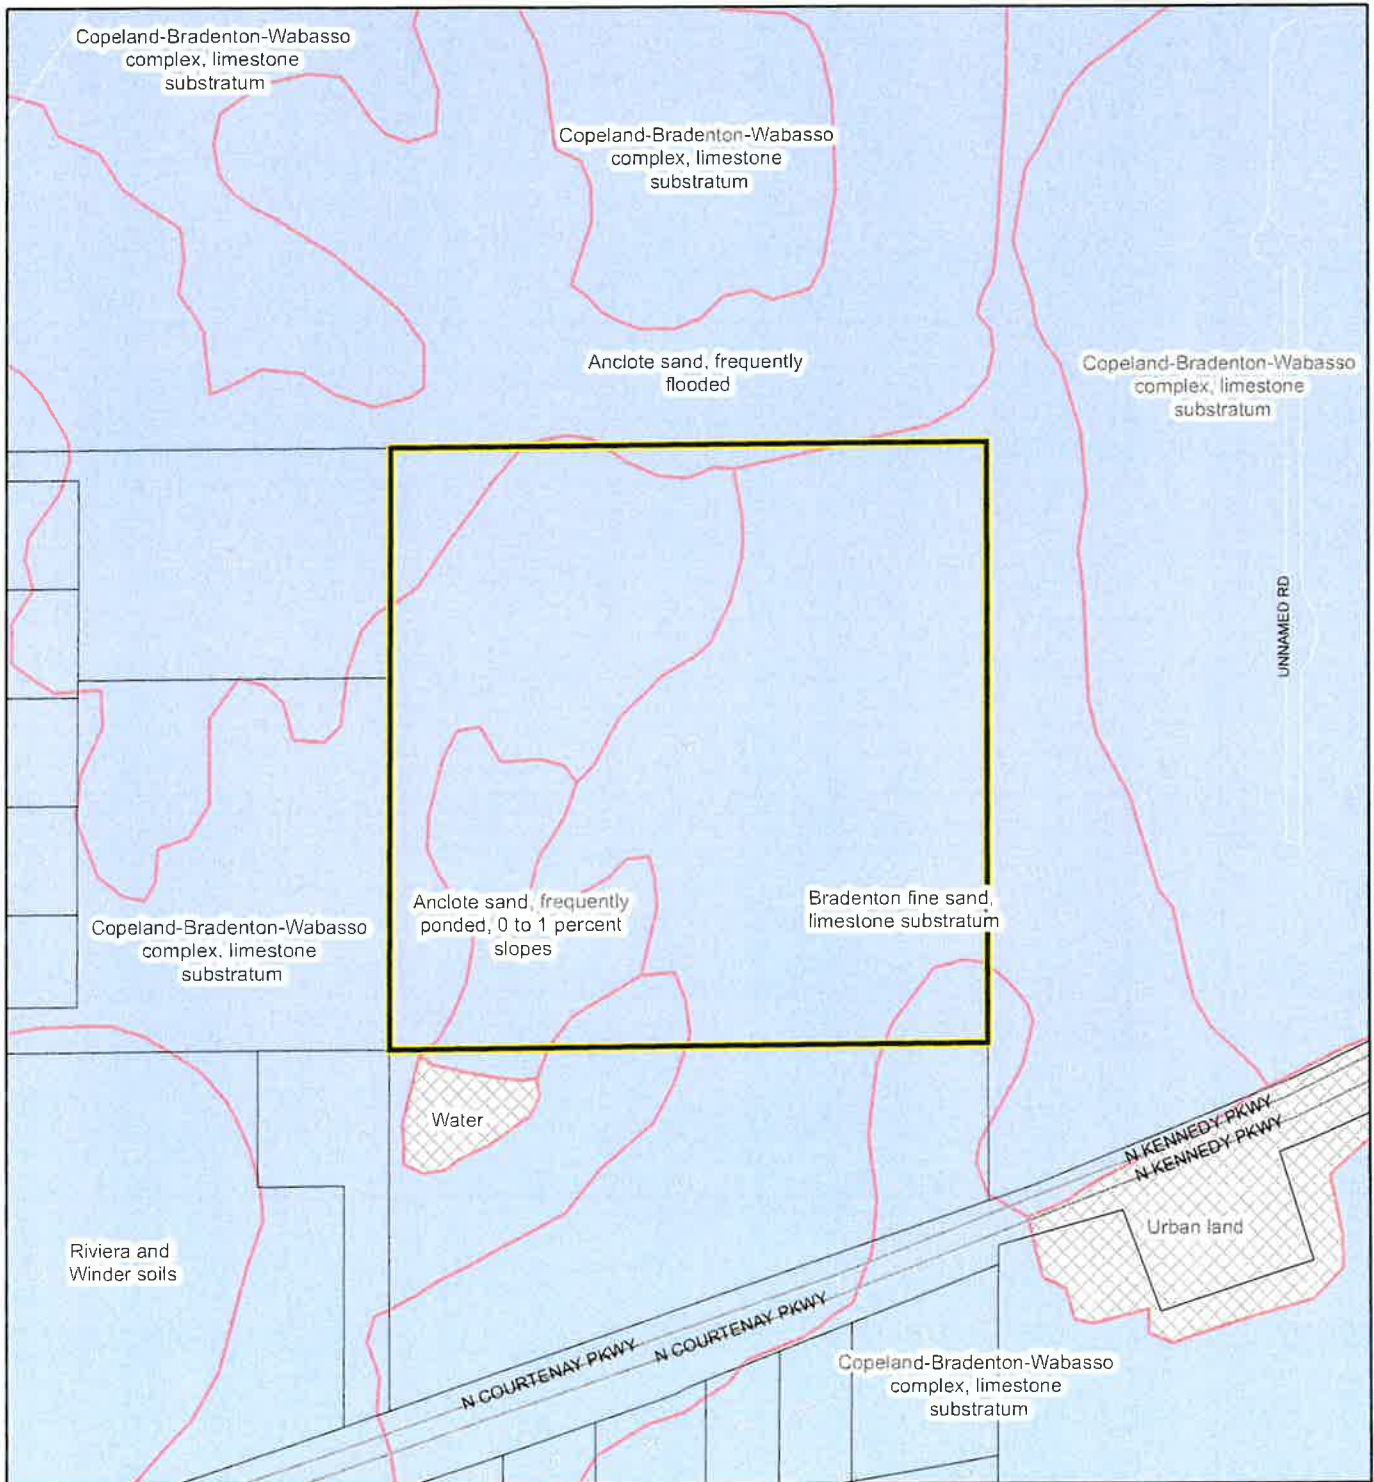 Copeland-Bradenton-Wabasso
complex, limestone
substratum
Copeland-Bradenton-Wabasso
complex, limestone
substratum
Anclote sand, frequently
flooded
Copeland-Bradenton-Wabasso
complex, limestone
substratum
UNNAMED RD
Anclote sand, frequently
ponded, 0 to 1 percent
slopes
Bradenton fine sand,
limestone substratum
Copeland-Bradenton-Wabasso
complex, limestone
substratum
Water
N KENNEDY PKWY
N KENNEDY PKWY
Urban land
Riviera and
Winder soils
N COURTENAY PKWY
N COURTENAY PKWY
Copeland-Bradenton-Wabasso
complex, limestone
substratum